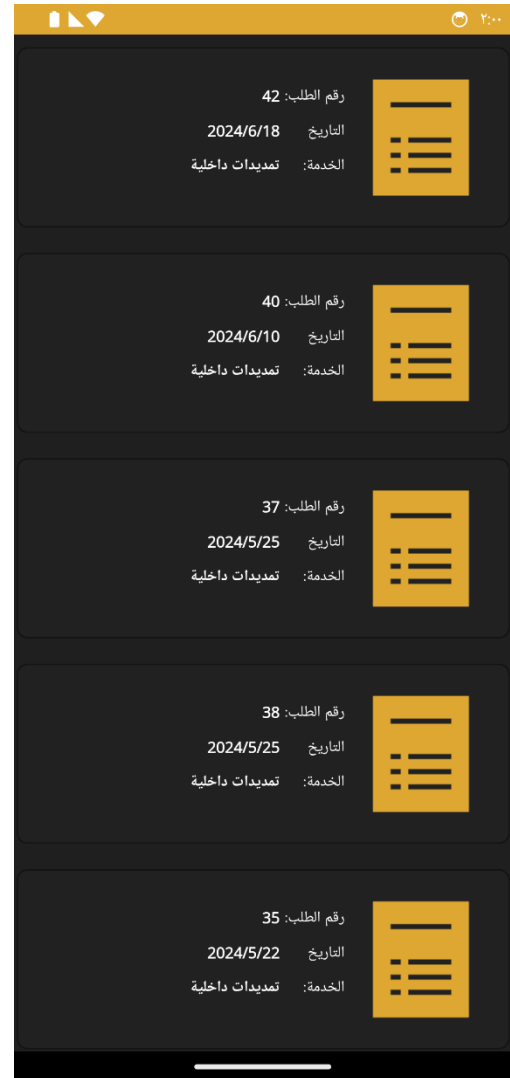 ٢:٠٠
رقم الطلب: 42
التاريخ 2024/6/18
الخدمة: تمديدات داخلية
رقم الطلب: 40
التاريخ 2024/6/10
الخدمة: تمديدات داخلية
رقم الطلب: 37
التاريخ 2024/5/25
الخدمة: تمديدات داخلية
رقم الطلب: 38
التاريخ 2024/5/25
الخدمة: تمديدات داخلية
رقم الطلب: 35
التاريخ 2024/5/22
الخدمة: تمديدات داخلية